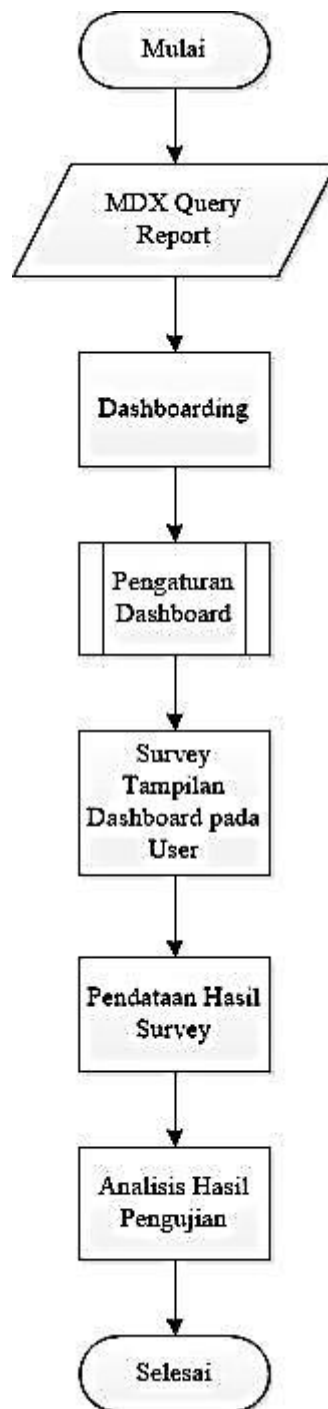 Mulai
MDX Query
Report
Dashboarding
Pengaturan
Dashboard
Survey
Tampilan
Dashboard pada
User
Pendataan Hasil
Survey
Analisis Hasil
Pengujian
Selesai